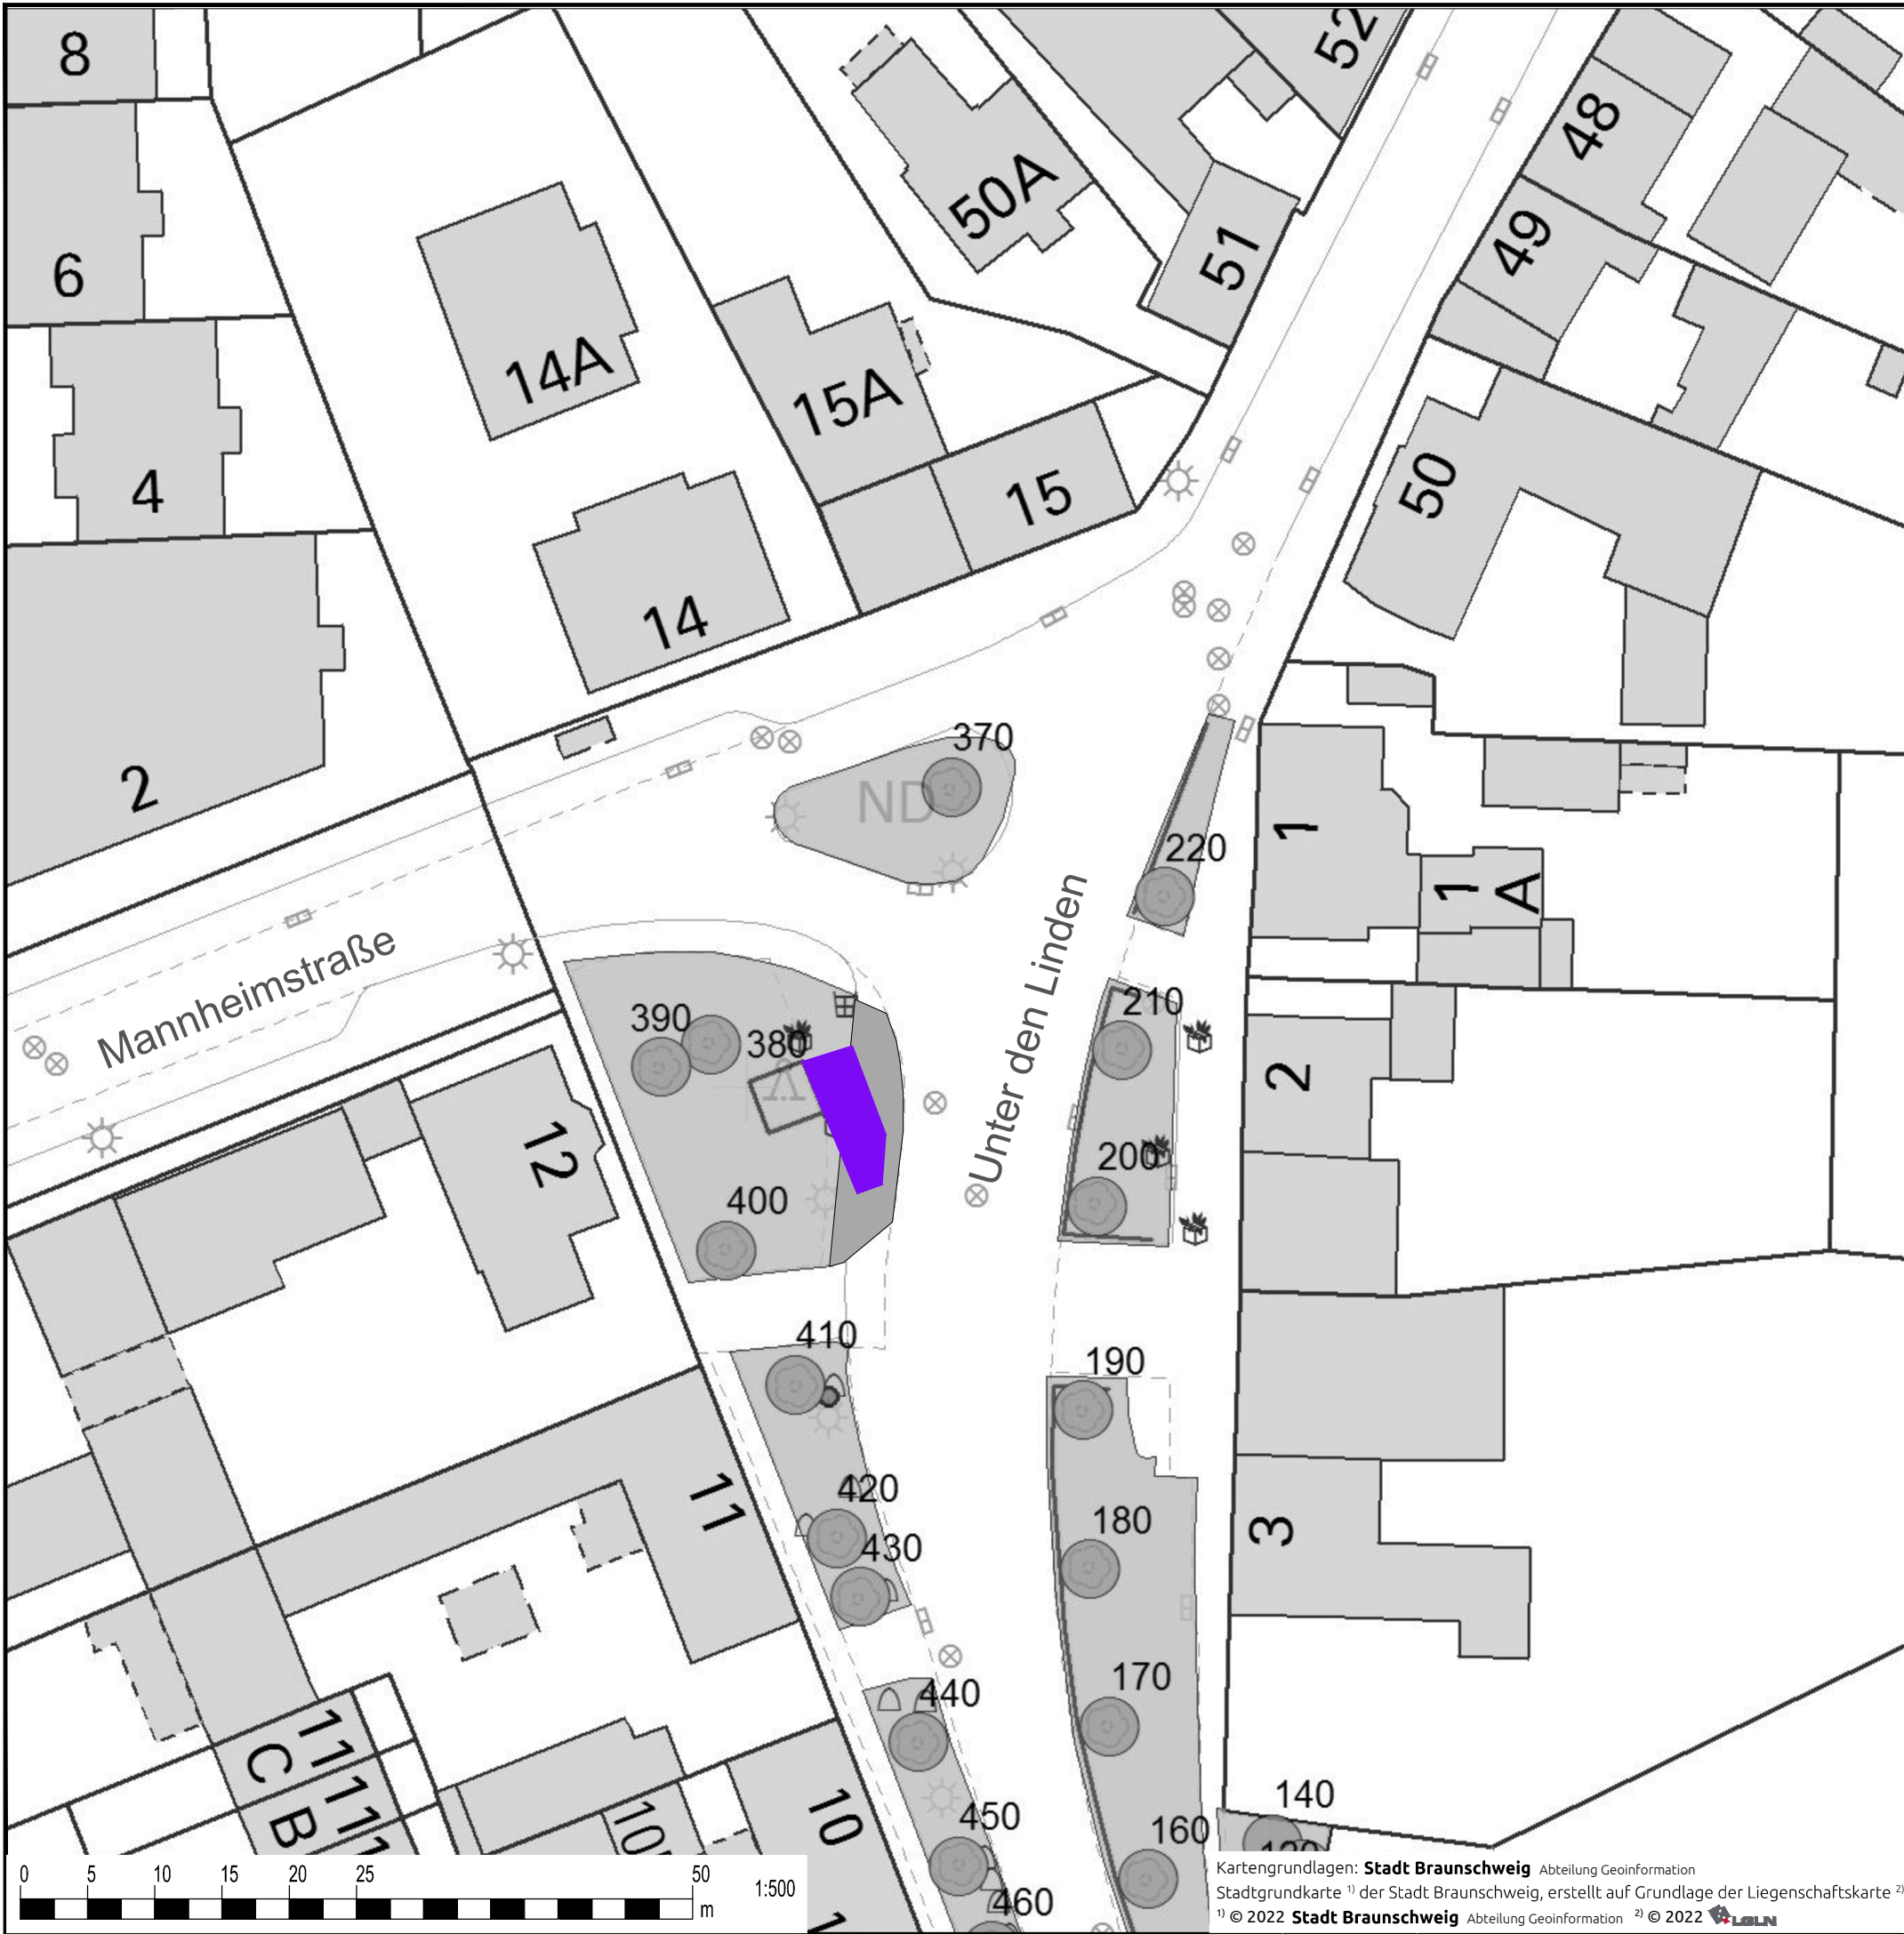 8
52
48
50A
6
49
51
14A
15A
4
50
15
14
370
2
ND
1
220
1
A
Unter den Linden
Mannheimstraße
210
390
380
2
12
200
400
410
190
420
11
180
3
430
170
440
11
C
11
B
11
10
140
450
160
460
0 5 10 15 20 25 50
m
1:500
Kartengrundlagen: Stadt Braunschweig Abteilung Geoinformation
Stadtgrundkarte 1) der Stadt Braunschweig, erstellt auf Grundlage der Liegenschaftskarte 2)
1) © 2022 Stadt Braunschweig Abteilung Geoinformation 2) © 2022 LGLN